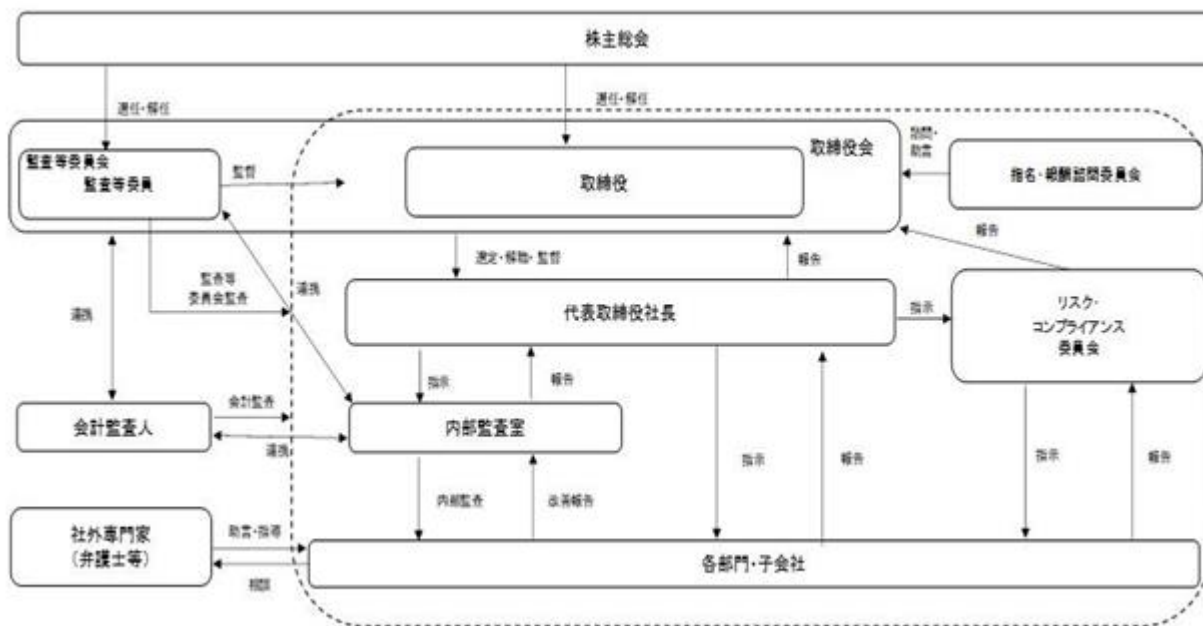 株主総会
選任・解任
選任・解任
監査等委員会
監査等委員
監督
取締役会
取締役
諮問・
助言
指名・報酬諮問委員会
選定・解職・監督
報告
報告
監査等
委員会監査
連携
連携
代表取締役社長
指示
リスク・
コンプライアンス
委員会
指示
報告
会計監査人
会計監査
連携
内部監査室
指示
報告
指示
報告
内部監査
改善報告
社外専門家
（弁護士等）
助言・指導
相談
各部門・子会社